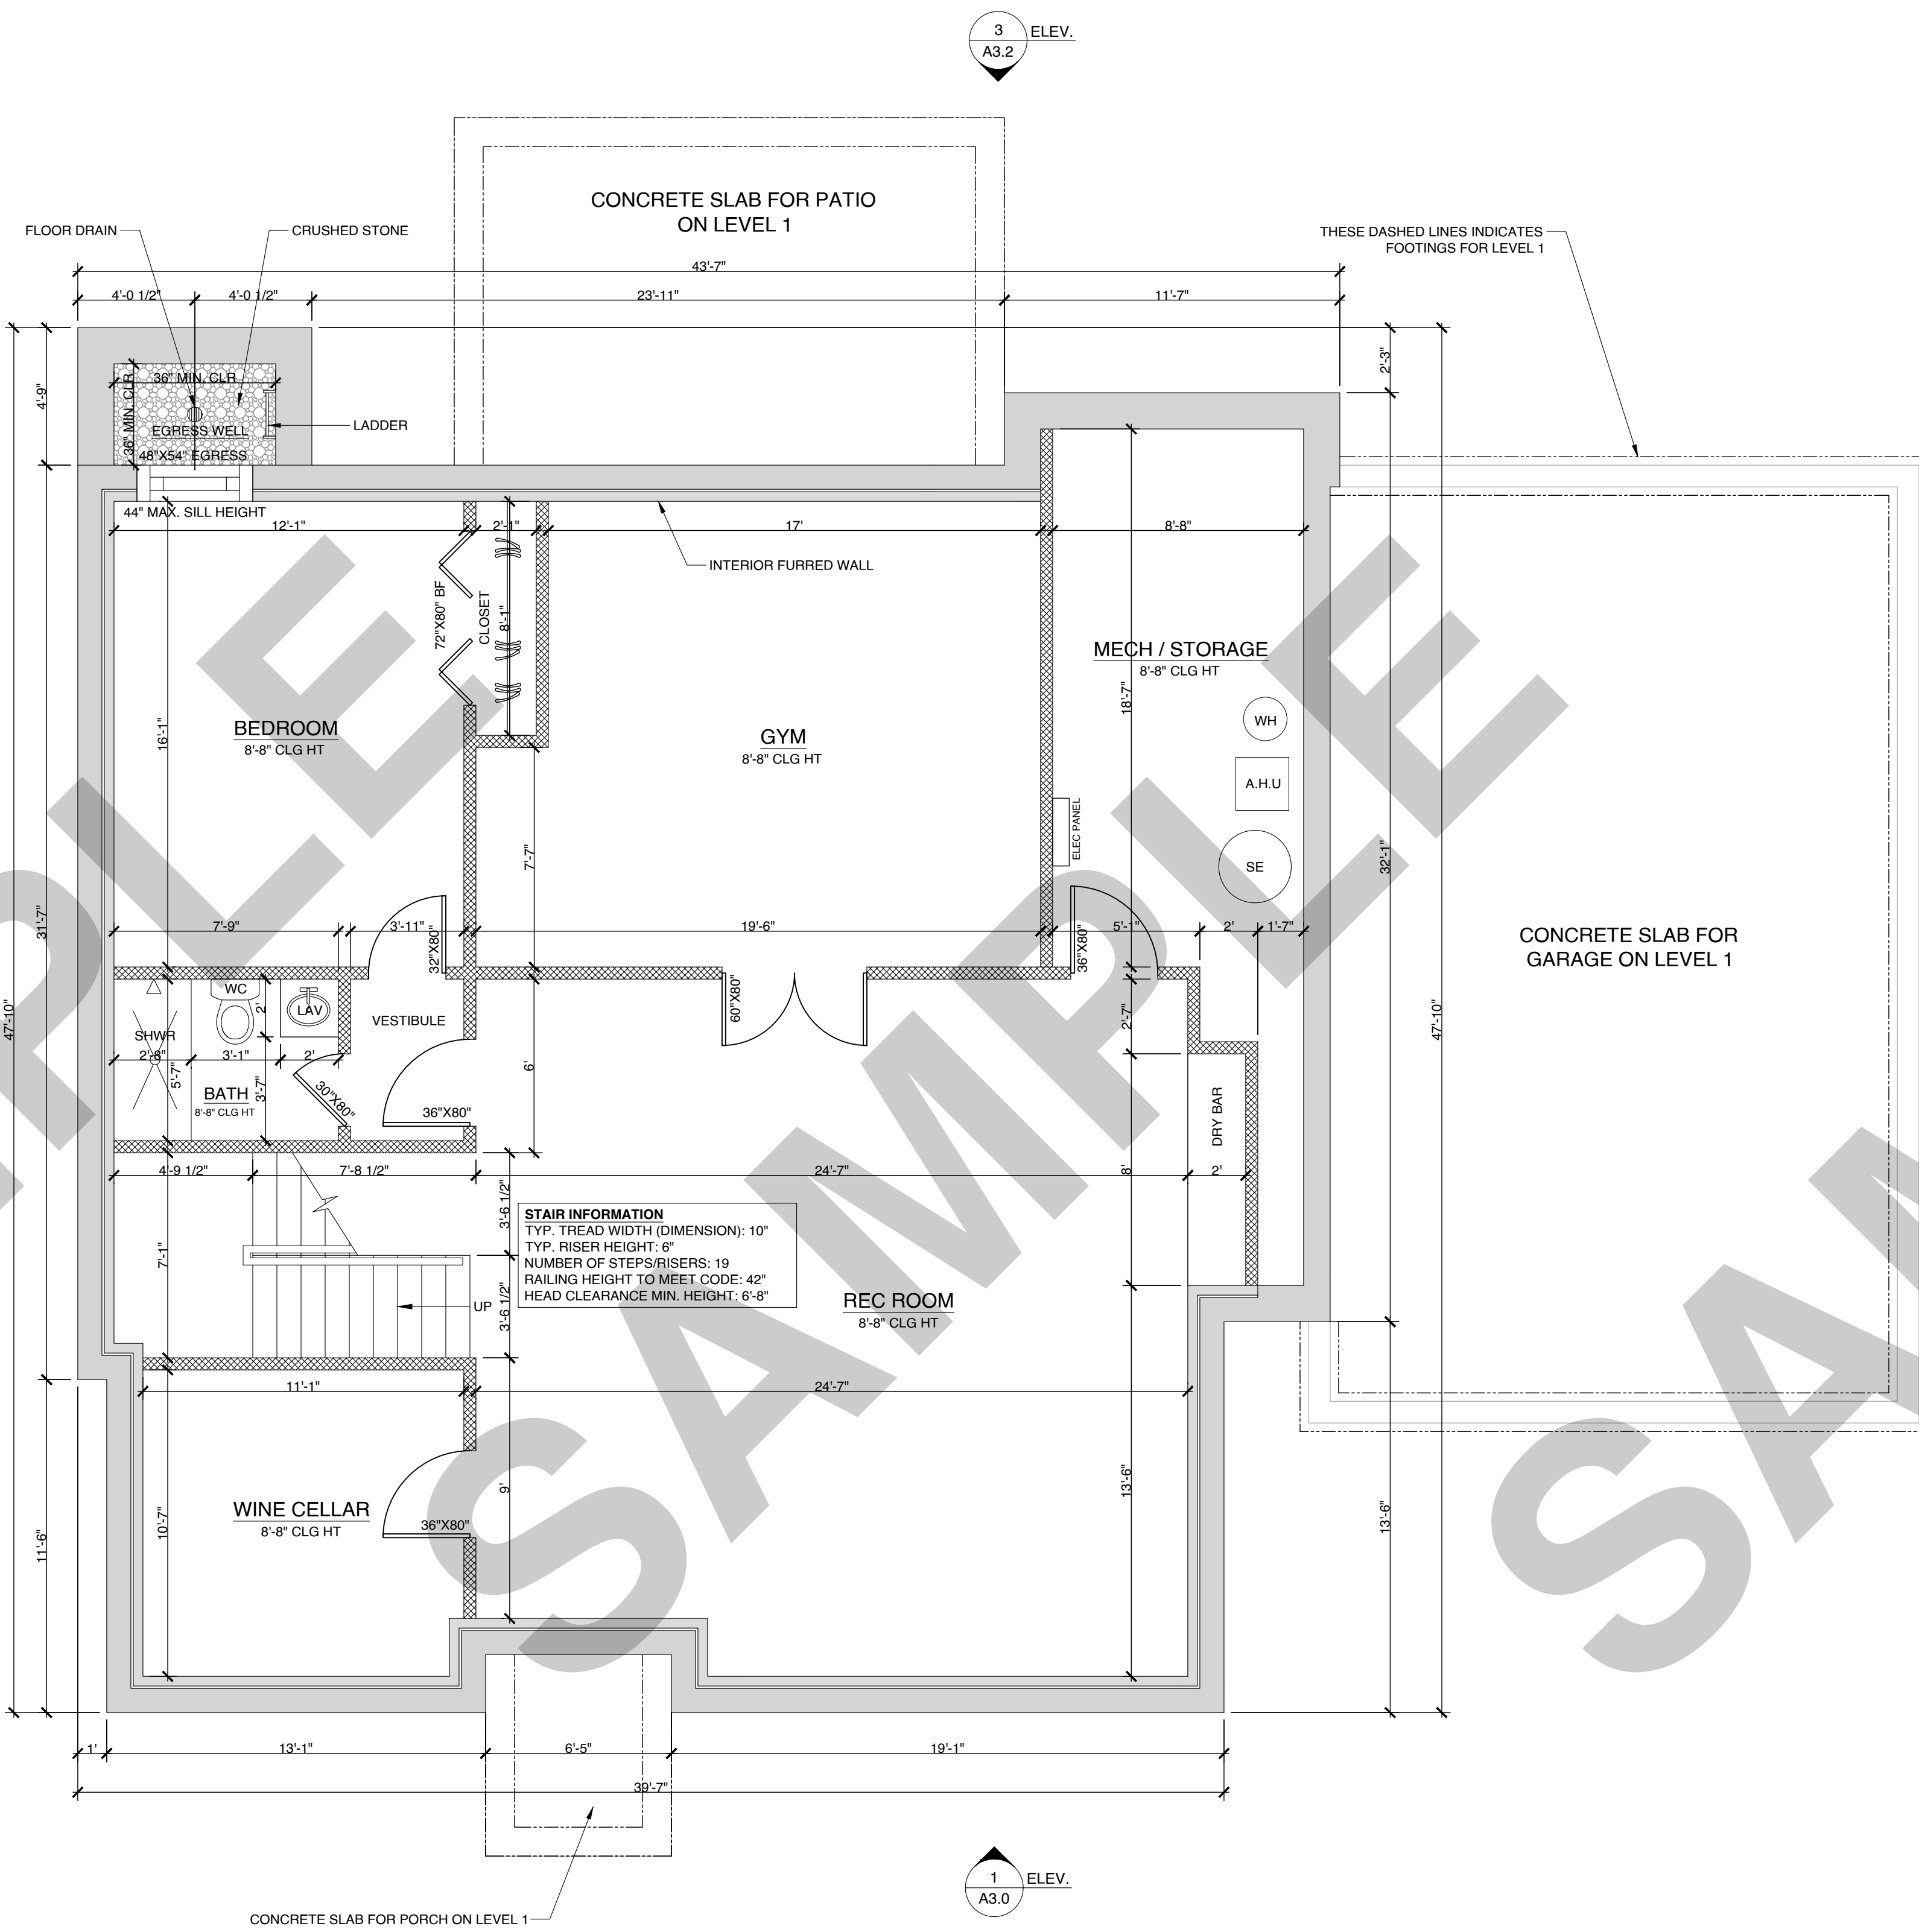 3
ELEV.
A3.2
CONCRETE SLAB FOR PATIO
ON LEVEL 1
FLOOR DRAIN
CRUSHED STONE
THESE DASHED LINES INDICATES
FOOTINGS FOR LEVEL 1
43'-7"
4'-0 1/2"
4'-0 1/2"
23'-11"
11'-7"
2'-3"
4'-9"
36" MIN. CLR
36" MIN. CLR
LADDER
EGRESS WELL
48"X54" EGRESS
44" MAX. SILL HEIGHT
12'-1"
2'-1"
17'
8'-8"
INTERIOR FURRED WALL
72"X80" BF
CLOSET
8'-1"
MECH / STORAGE
8'-8" CLG HT
18'-7"
16'-1"
BEDROOM
8'-8" CLG HT
GYM
8'-8" CLG HT
WH
A.H.U
ELEC PANEL
SE
7'-7"
32'-1"
31'-7"
7'-9"
3'-11"
32"X80"
19'-6"
36"X80"
5'-1"
2'
1'-7"
CONCRETE SLAB FOR
GARAGE ON LEVEL 1
47'-10"
47'-10"
WC
2'
LAV
VESTIBULE
60"X80"
2'-7"
SHWR
2'-8"
3'-1"
2'
5'-7"
BATH
8'-8" CLG HT
3'-7"
30"X80"
36"X80"
6'
DRY BAR
4'-9 1/2"
7'-8 1/2"
24'-7"
8'
2'
3'-6 1/2"
STAIR INFORMATION
TYP. TREAD WIDTH (DIMENSION): 10"
TYP. RISER HEIGHT: 6"
NUMBER OF STEPS/RISERS: 19
RAILING HEIGHT TO MEET CODE: 42"
HEAD CLEARANCE MIN. HEIGHT: 6'-8"
7'-1"
UP
3'-6 1/2"
REC ROOM
8'-8" CLG HT
11'-1"
24'-7"
WINE CELLAR
8'-8" CLG HT
36"X80"
10'-7"
9'
13'-6"
13'-6"
11'-6"
1'
13'-1"
6'-5"
19'-1"
39'-7"
1
ELEV.
A3.0
CONCRETE SLAB FOR PORCH ON LEVEL 1
SAMPLE